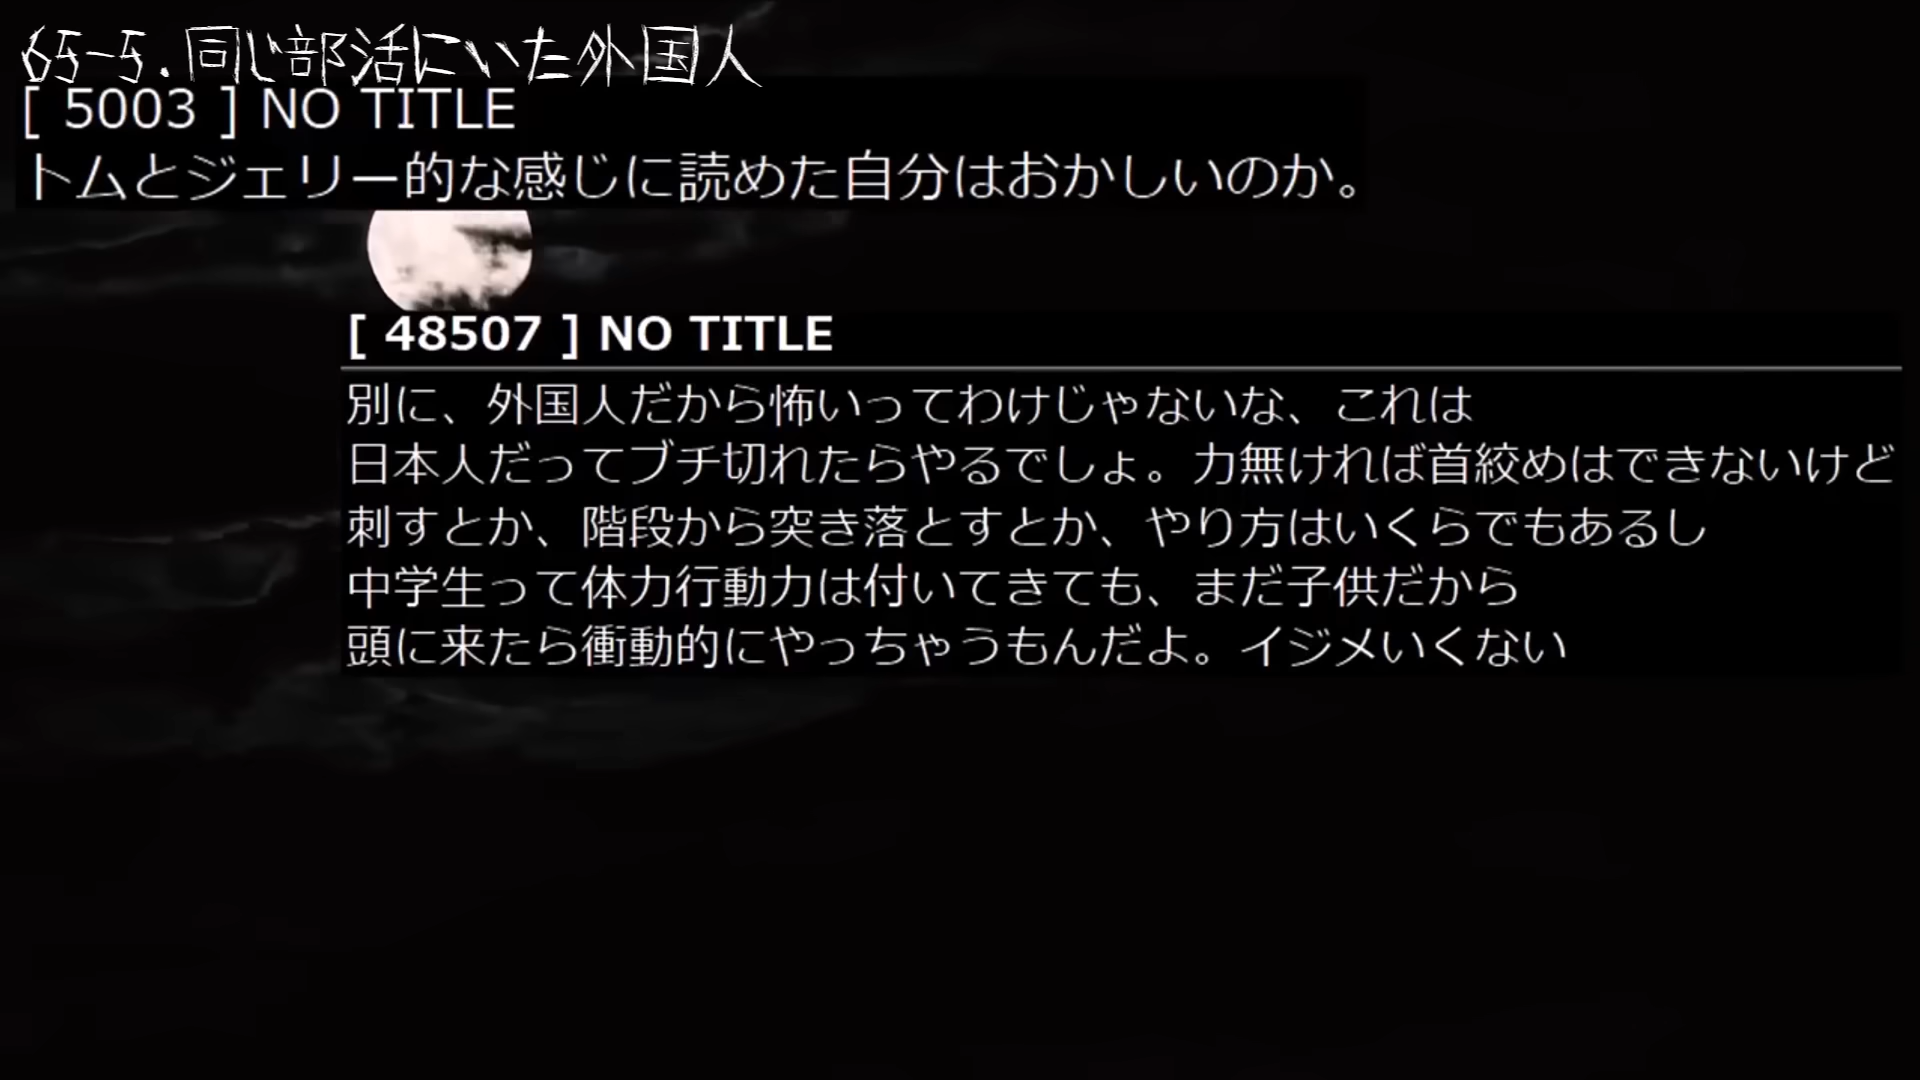 65-5.同じ部活にいた外国人
[ 5003 ] NO TITLE
トムとジェリー的な感じに読めた自分はおかしいのか。
[ 48507 ] NO TITLE
別に、外国人だから怖いってわけじゃないな、これは
日本人だってブチ切れたらやるでしょ。力無ければ首絞めはできないけど
刺すとか、階段から突き落とすとか、やり方はいくらでもあるし
中学生って体力行動力は付いてきても、まだ子供だから
頭に来たら衝動的にやっちゃうもんだよ。イジメいくない